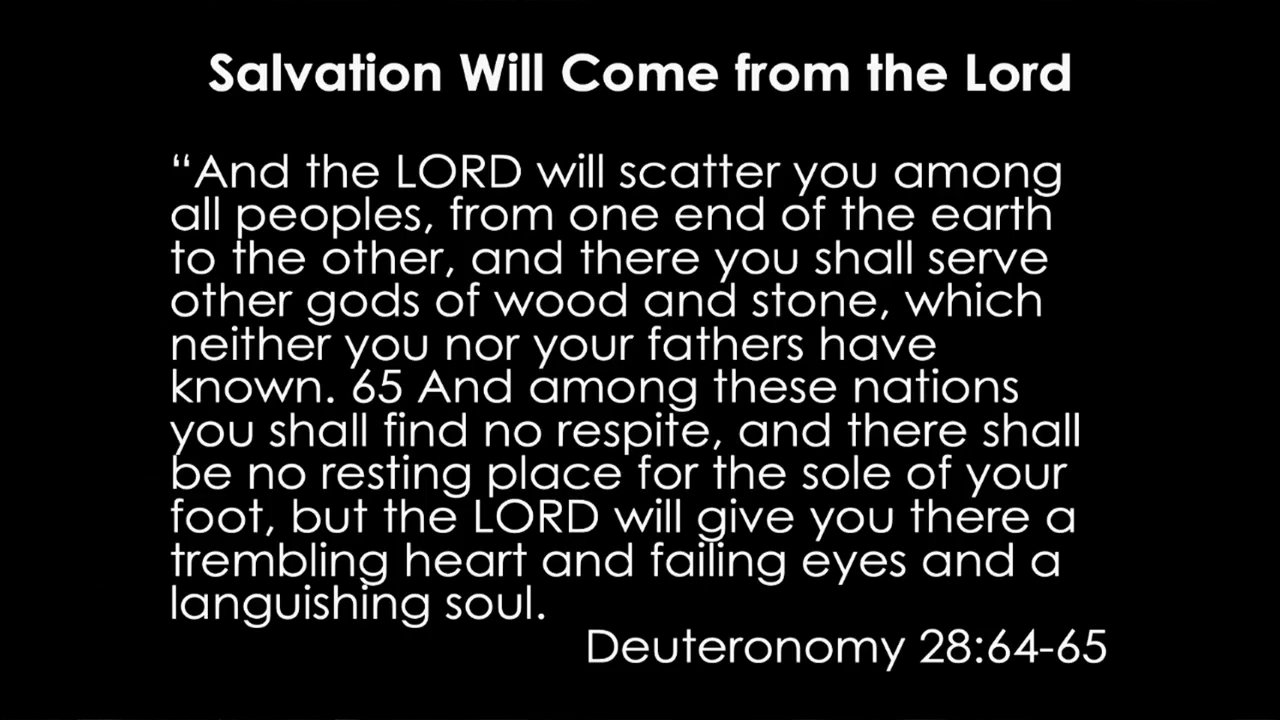 Salvation Will Come from the Lord
“And the LORD will scatter you among
all peoples, from one end of the earth
to the other, and there you shall serve
other gods of wood and stone, which
neither you nor your fathers have
known. 65 And among these nations
you shall find no respite, and there shall
be no resting place for the sole of your
foot, but the LORD will give you there a
trembling heart and failing eyes and a
languishing soul.
Deuteronomy 28:64-65